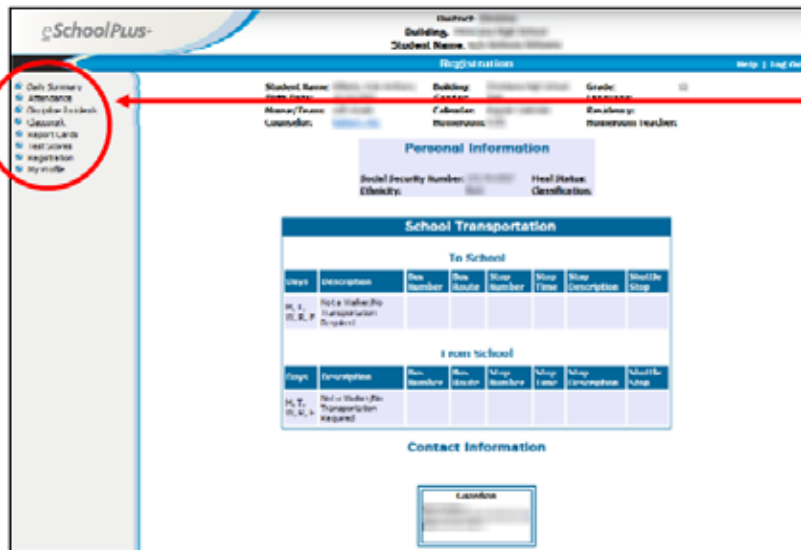 eSchoolPlus
District:
Building:
Student Name:
Registration
Help | Log Out
Daily Summary
Attendance
Discipline Incidents
Classwork
Report Cards
Test Scores
Registration
My Profile
Student Name: Building: Grade:
Birth Date: Gender: Language:
House/Team: Calendar: Residency:
Counselor: Homeroom: Homeroom Teacher:
Personal Information
Social Security Number: Meal Status:
Ethnicity: Classification:
School Transportation
To School
Days Description Bus Number Bus Route Stop Number Stop Time Stop Description Shuttle Stop
M, T, W, R, F Not a Walker/No Transportation Required
From School
Days Description Bus Number Bus Route Stop Number Stop Time Stop Description Shuttle Stop
M, T, W, R, F Not a Walker/No Transportation Required
Contact Information
Guardian